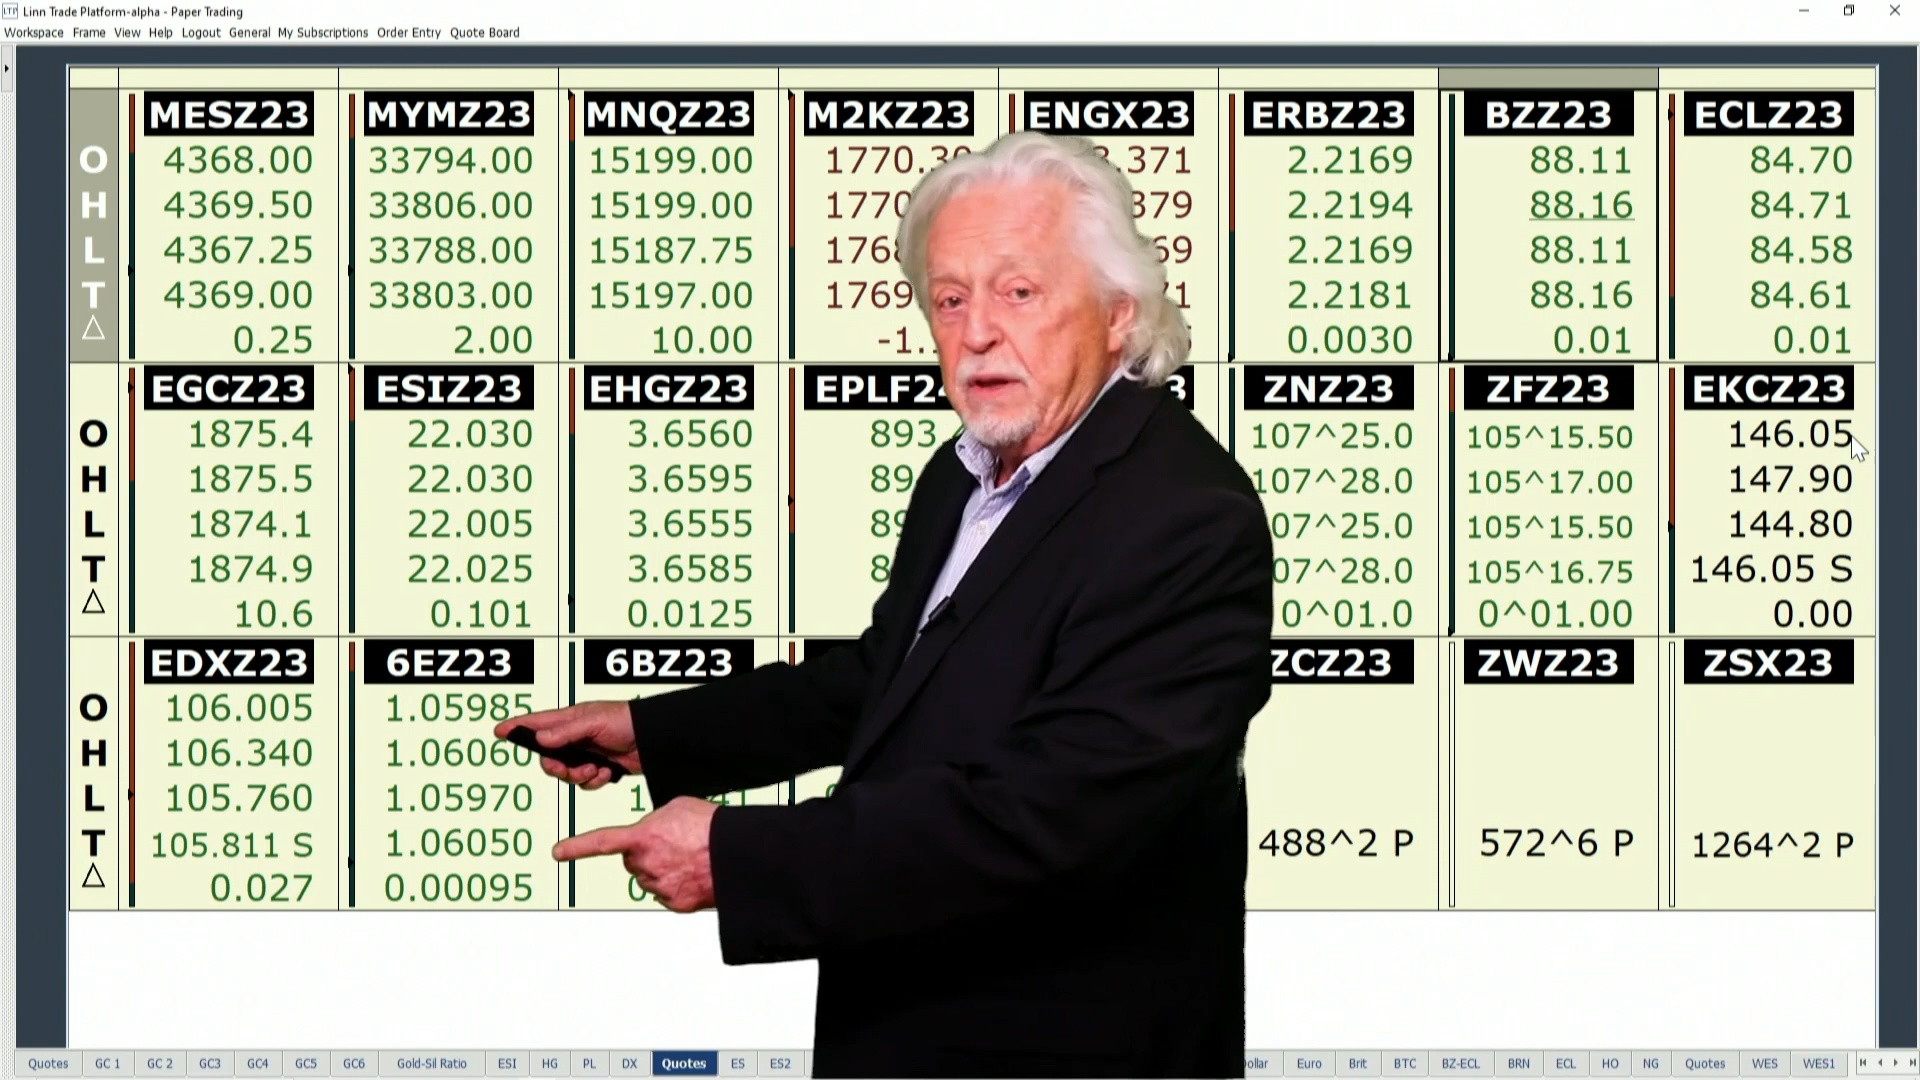 Linn Trade Platform-alpha - Paper Trading
Workspace Frame View Help Logout General My Subscriptions Order Entry Quote Board
MESZ23 MYMZ23 MNQZ23 M2KZ23 ENGX23 ERBZ23 BZZ23 ECLZ23
O 4368.00 33794.00 15199.00 2.2169 88.11 84.70
H 4369.50 33806.00 15199.00 2.2194 88.16 84.71
L 4367.25 33788.00 15187.75 2.2169 88.11 84.58
T 4369.00 33803.00 15197.00 2.2181 88.16 84.61
△ 0.25 2.00 10.00 0.0030 0.01 0.01
EGCZ23 ESIZ23 EHGZ23 ZNZ23 ZFZ23 EKCZ23
O 1875.4 22.030 3.6560 107^25.0 105^15.50 146.05
H 1875.5 22.030 3.6595 107^28.0 105^17.00 147.90
L 1874.1 22.005 3.6555 105^15.50 144.80
T 1874.9 22.025 3.6585 105^16.75 146.05 S
△ 10.6 0.101 0.0125 0^01.0 0^01.00 0.00
EDXZ23 6EZ23 6BZ23 ZCZ23 ZWZ23 ZSX23
O 106.005 1.05985
H 106.340 1.06060
L 105.760 1.05970
T 105.811 S 1.06050 488^2 P 572^6 P 1264^2 P
△ 0.027 0.00095
Quotes GC 1 GC 2 GC3 GC4 GC5 GC6 Gold-Sil Ratio ESI HG PL DX Quotes ES ES2 Euro Brit BTC BZ-ECL BRN ECL HO NG Quotes WES WES1